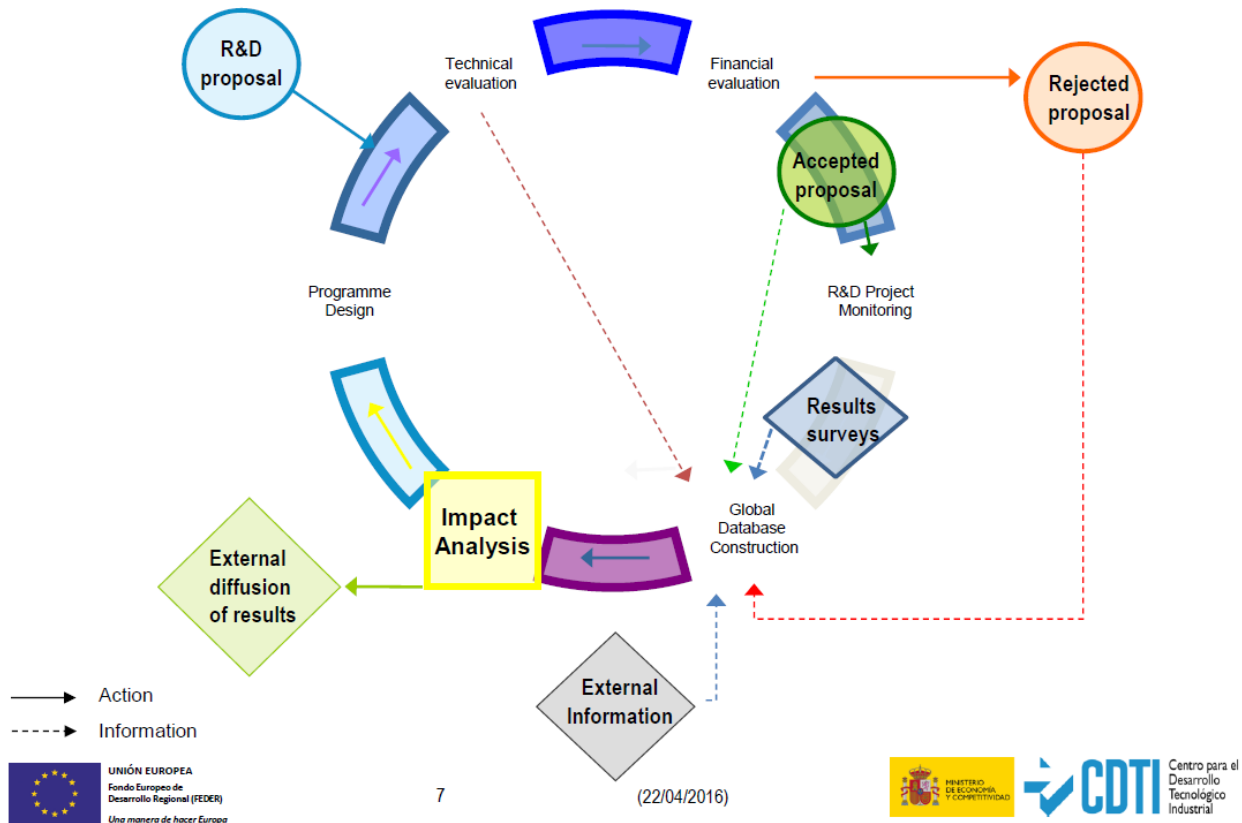 R&D
proposal
Technical
evaluation
Financial
evaluation
Rejected
proposal
Accepted
proposal
Programme
Design
R&D Project
Monitoring
Results
surveys
Impact
Analysis
Global
Database
Construction
External
diffusion
of results
External
Information
Action
Information
UNIÓN EUROPEA
Fondo Europeo de
Desarrollo Regional (FEDER)
Una manera de hacer Europa
7
(22/04/2016)
MINISTERIO
DE ECONOMÍA
Y COMPETITIVIDAD
CDTI
Centro para el
Desarrollo
Tecnológico
Industrial